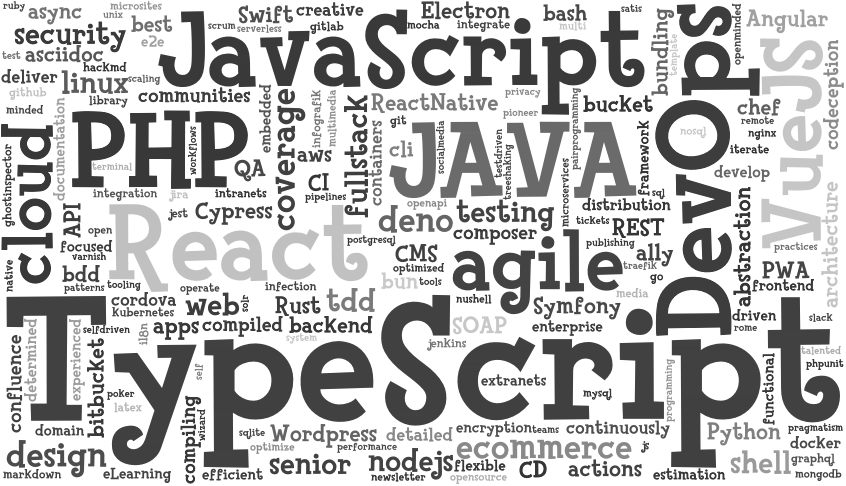 ruby
microsites
unix
async
best
e2e
security
test
asciidoc
hackmd
deliver
linux
scaling
github
library
minded
communities
Swift
creative
scrum
serverless
gitlab
JavaScript
Electron
mocha
integrate
bash
multi
satis
bundling
template
DevOps
openminded
Angular
VueJS
codeception
documentation
ghostinspector
cloud
PHP
terminal
workflows
embedded
coverage
infografik
multimedia
QA
aws
CI
pipelines
fullstack
containers
ReactNative
git
cli
socialmedia
JAVA
privacy
pioneer
testdriven
treeshaking
pairprogramming
microservices
bucket
framework
sql
nosql
chef
remote
nginx
iterate
develop
integration
jira
intranets
API
open
focused
varnish
bdd
patterns
tooling
native
React
jest
Cypress
operate
infection
postgresql
openapi
deno
testing
composer
CMS
optimized
bun
tools
agile
nushell
distribution
tickets
REST
publishing
ally
traefik
go
media
Symfony
enterprise
abstraction
practices
architecture
PWA
frontend
driven
rome
slack
cordova
kubernetes
web
solr
Rust
tdd
apps
compiled
backend
system
SOAP
jenkins
i18n
selfdriven
TypeScript
confluence
determined
experienced
bitbucket
poker
latex
domain
self
compiling
wizard
extranets
mysql
programming
functional
talented
phpunit
pragmatism
docker
graphql
mongodb
Python
shell
estimation
design
markdown
eLearning
sqlite
optimize
efficient
Wordpress
performance
senior
detailed
nodejs
newsletter
encryption
teams
ecommerce
flexible
opensource
CD
continuously
js
actions